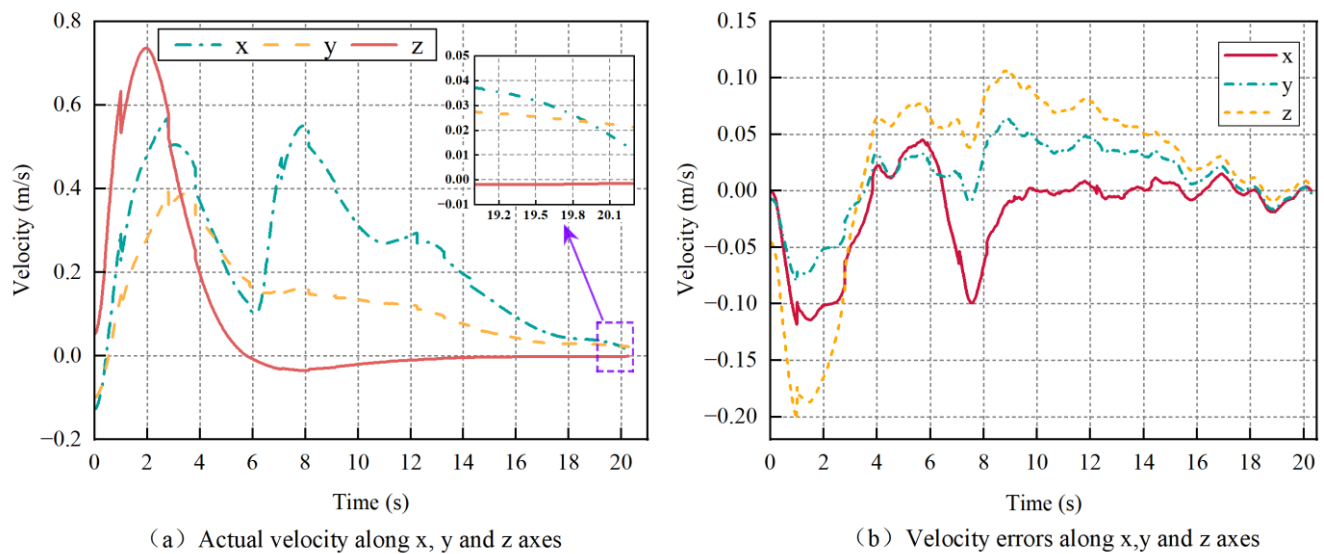 x y z
0.8
0.6
0.4
0.2
0.0
−0.2
Velocity (m/s)
0.05
0.04
0.03
0.02
0.01
0.00
−0.01
19.2 19.5 19.8 20.1
0 2 4 6 8 10 12 14 16 18 20
Time (s)
（a）Actual velocity along x, y and z axes
0.15
0.10
0.05
0.00
−0.05
−0.10
−0.15
−0.20
Velocity (m/s)
x
y
z
0 2 4 6 8 10 12 14 16 18 20
Time (s)
（b）Velocity errors along x,y and z axes